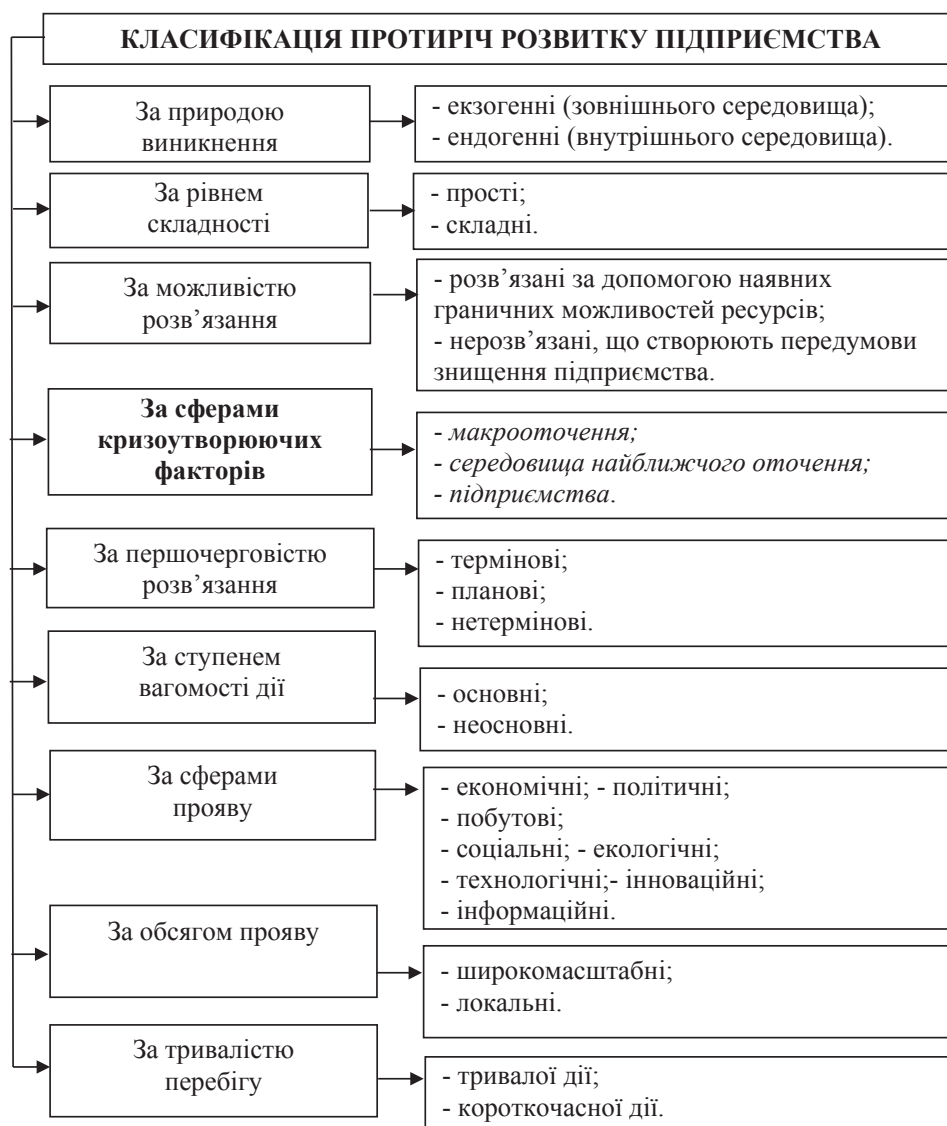 КЛАСИФІКАЦІЯ ПРОТИРІЧ РОЗВИТКУ ПІДПРИЄМСТВА
За природою
виникнення
- екзогенні (зовнішнього середовища);
- ендогенні (внутрішнього середовища).
За рівнем
складності
- прості;
- складні.
За можливістю
розв’язання
- розв’язані за допомогою наявних
граничних можливостей ресурсів;
- нерозв’язані, що створюють передумови
знищення підприємства.
За сферами
кризоутворюючих
факторів
- макрооточення;
- середовища найближчого оточення;
- підприємства.
За першочерговістю
розв’язання
- термінові;
- планові;
- нетермінові.
За ступенем
вагомості дії
- основні;
- неосновні.
За сферами
прояву
- економічні; - політичні;
- побутові;
- соціальні; - екологічні;
- технологічні;- інноваційні;
- інформаційні.
За обсягом прояву
- широкомасштабні;
- локальні.
За тривалістю
перебігу
- тривалої дії;
- короткочасної дії.